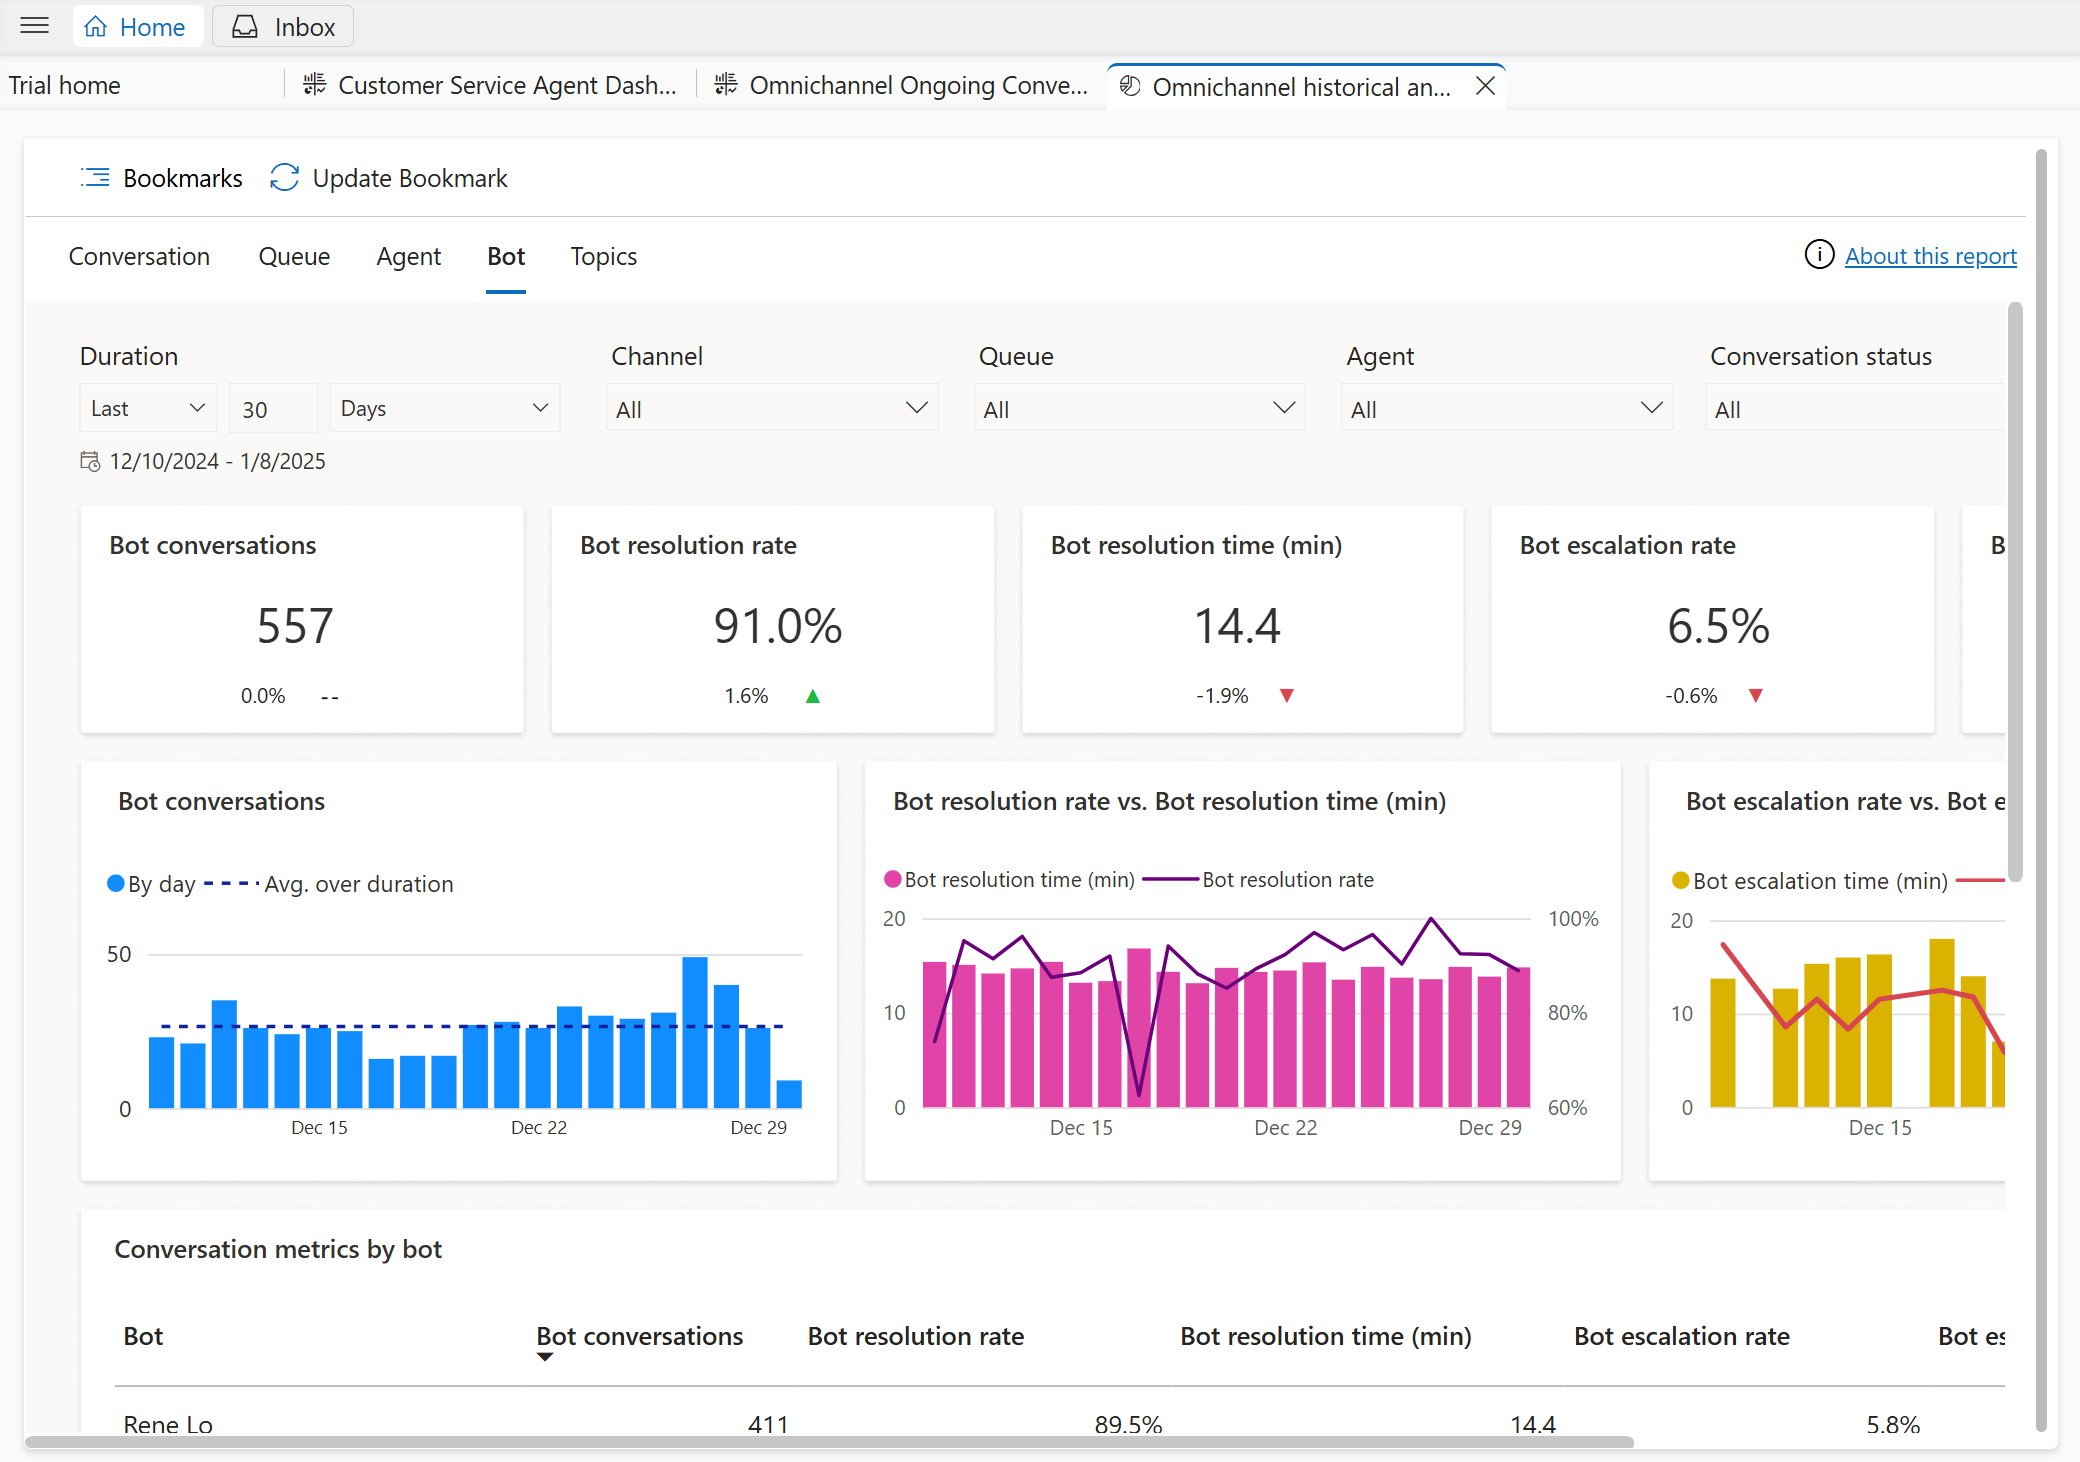 Home Inbox
Trial home Customer Service Agent Dash... Omnichannel Ongoing Conve... Omnichannel historical an...
Bookmarks Update Bookmark
Conversation Queue Agent Bot Topics About this report
Duration Channel Queue Agent Conversation status
Last 30 Days All All All All
12/10/2024 - 1/8/2025
Bot conversations Bot resolution rate Bot resolution time (min) Bot escalation rate B
557 91.0% 14.4 6.5%
0.0% -- 1.6% -1.9% -0.6%
Bot conversations
By day Avg. over duration
50
0
Dec 15 Dec 22 Dec 29
Bot resolution rate vs. Bot resolution time (min)
Bot resolution time (min) Bot resolution rate
20 100%
10 80%
0 60%
Dec 15 Dec 22 Dec 29
Bot escalation rate vs. Bot e
Bot escalation time (min)
20
10
0
Dec 15
Conversation metrics by bot
Bot Bot conversations Bot resolution rate Bot resolution time (min) Bot escalation rate Bot es
Rene Lo 411 89.5% 14.4 5.8%